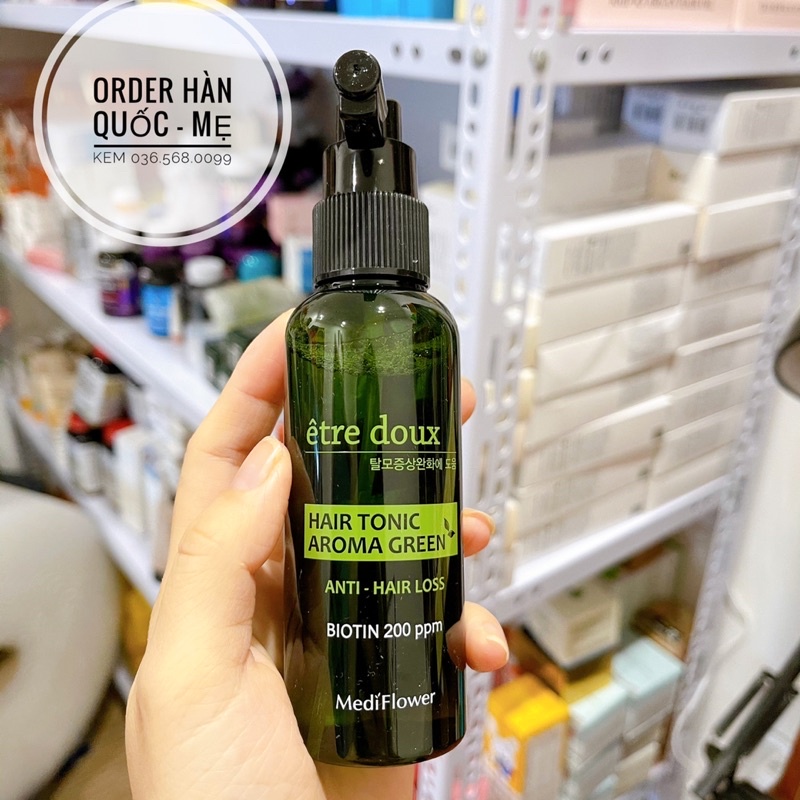 ORDER HÀN
QUỐC - MẸ
KEM 036.568.0099
être doux
탈모증상완화에 도움
HAIR TONIC
AROMA GREEN
ANTI - HAIR LOSS
BIOTIN 200 ppm
MediFlower